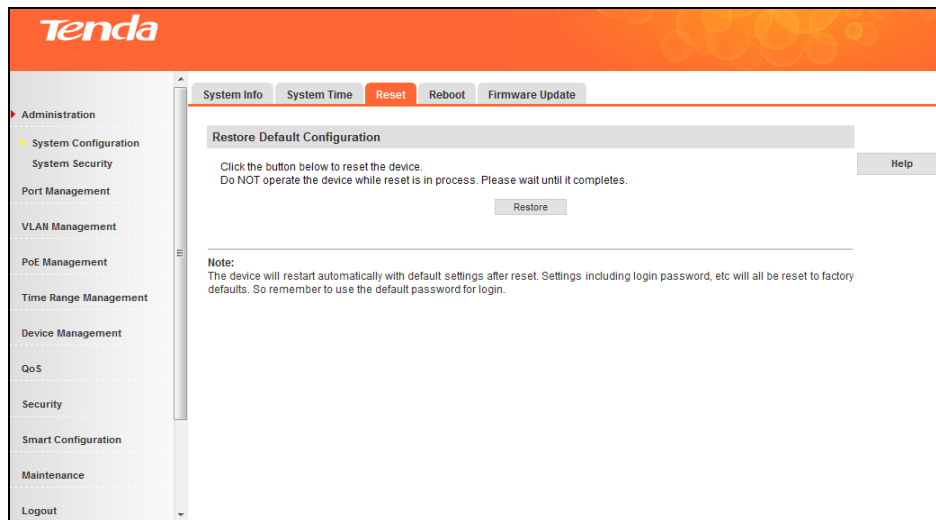 Tenda
System Info
System Time
Reset
Reboot
Firmware Update
Administration
System Configuration
System Security
Port Management
VLAN Management
PoE Management
Time Range Management
Device Management
QoS
Security
Smart Configuration
Maintenance
Logout
Restore Default Configuration
Click the button below to reset the device.
Do NOT operate the device while reset is in process. Please wait until it completes.
Restore
Note:
The device will restart automatically with default settings after reset. Settings including login password, etc will all be reset to factory
defaults. So remember to use the default password for login.
Help